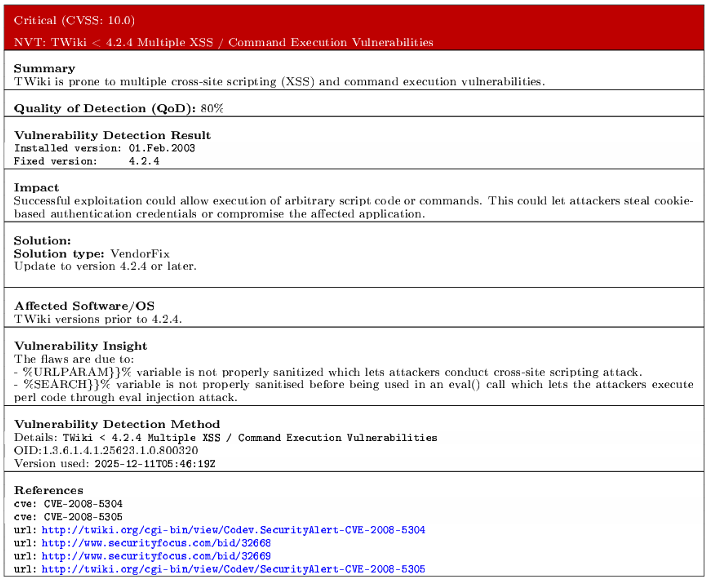 Critical (CVSS: 10.0)
NVT: TWiki < 4.2.4 Multiple XSS / Command Execution Vulnerabilities
Summary
TWiki is prone to multiple cross-site scripting (XSS) and command execution vulnerabilities.
Quality of Detection (QoD): 80%
Vulnerability Detection Result
Installed version: 01.Feb.2003
Fixed version: 4.2.4
Impact
Successful exploitation could allow execution of arbitrary script code or commands. This could let attackers steal cookie-
based authentication credentials or compromise the affected application.
Solution:
Solution type: VendorFix
Update to version 4.2.4 or later.
Affected Software/OS
TWiki versions prior to 4.2.4.
Vulnerability Insight
The flaws are due to:
- %URLPARAM}}% variable is not properly sanitized which lets attackers conduct cross-site scripting attack.
- %SEARCH}}% variable is not properly sanitised before being used in an eval() call which lets the attackers execute
perl code through eval injection attack.
Vulnerability Detection Method
Details: TWiki < 4.2.4 Multiple XSS / Command Execution Vulnerabilities
OID:1.3.6.1.4.1.25623.1.0.800320
Version used: 2025-12-11T05:46:19Z
References
cve: CVE-2008-5304
cve: CVE-2008-5305
url: http://twiki.org/cgi-bin/view/Codev.SecurityAlert-CVE-2008-5304
url: http://www.securityfocus.com/bid/32668
url: http://www.securityfocus.com/bid/32669
url: http://twiki.org/cgi-bin/view/Codev/SecurityAlert-CVE-2008-5305